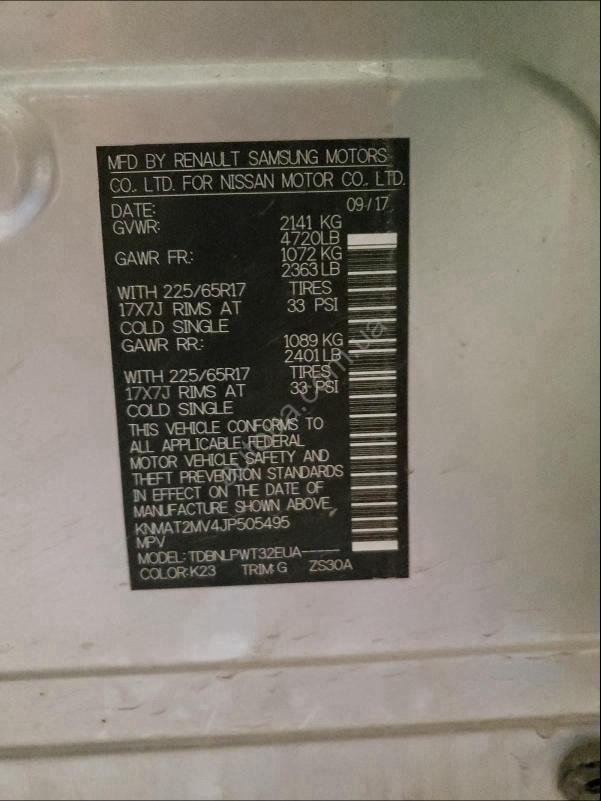 MFD BY RENAULT SAMSUNG MOTORS
CO., LTD. FOR NISSAN MOTOR CO., LTD.
DATE: 09/17
GVWR: 2141 KG
4720LB
GAWR FR.: 1072 KG
2363LB
WITH 225/65R17 TIRES
17X7J RIMS AT 33 PSI
COLD SINGLE
GAWR RR.: 1089 KG
2401LB
WITH 225/65R17 TIRES
17X7J RIMS AT 33 PSI
COLD SINGLE
THIS VEHICLE CONFORMS TO
ALL APPLICABLE FEDERAL
MOTOR VEHICLE SAFETY AND
THEFT PREVENTION STANDARDS
IN EFFECT ON THE DATE OF
MANUFACTURE SHOWN ABOVE.
KNMAT2MV4JP505495
MPV
MODEL: TDBNLPWT32EUA-----
COLOR:K23 TRIM:G ZS30A